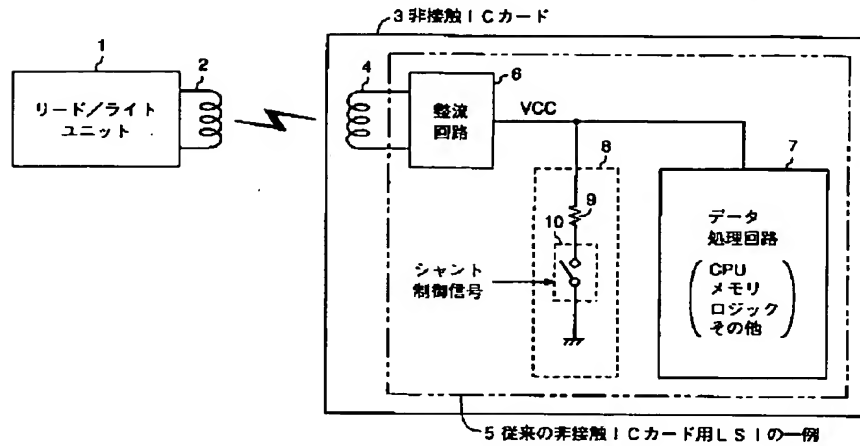 3 非接触ICカード
1
2
4
6
リード/ライト
ユニット
整流
回路
VCC
8
7
9
10
シャント
制御信号
データ
処理回路
CPU
メモリ
ロジック
その他
5 従来の非接触ICカード用LSIの一例